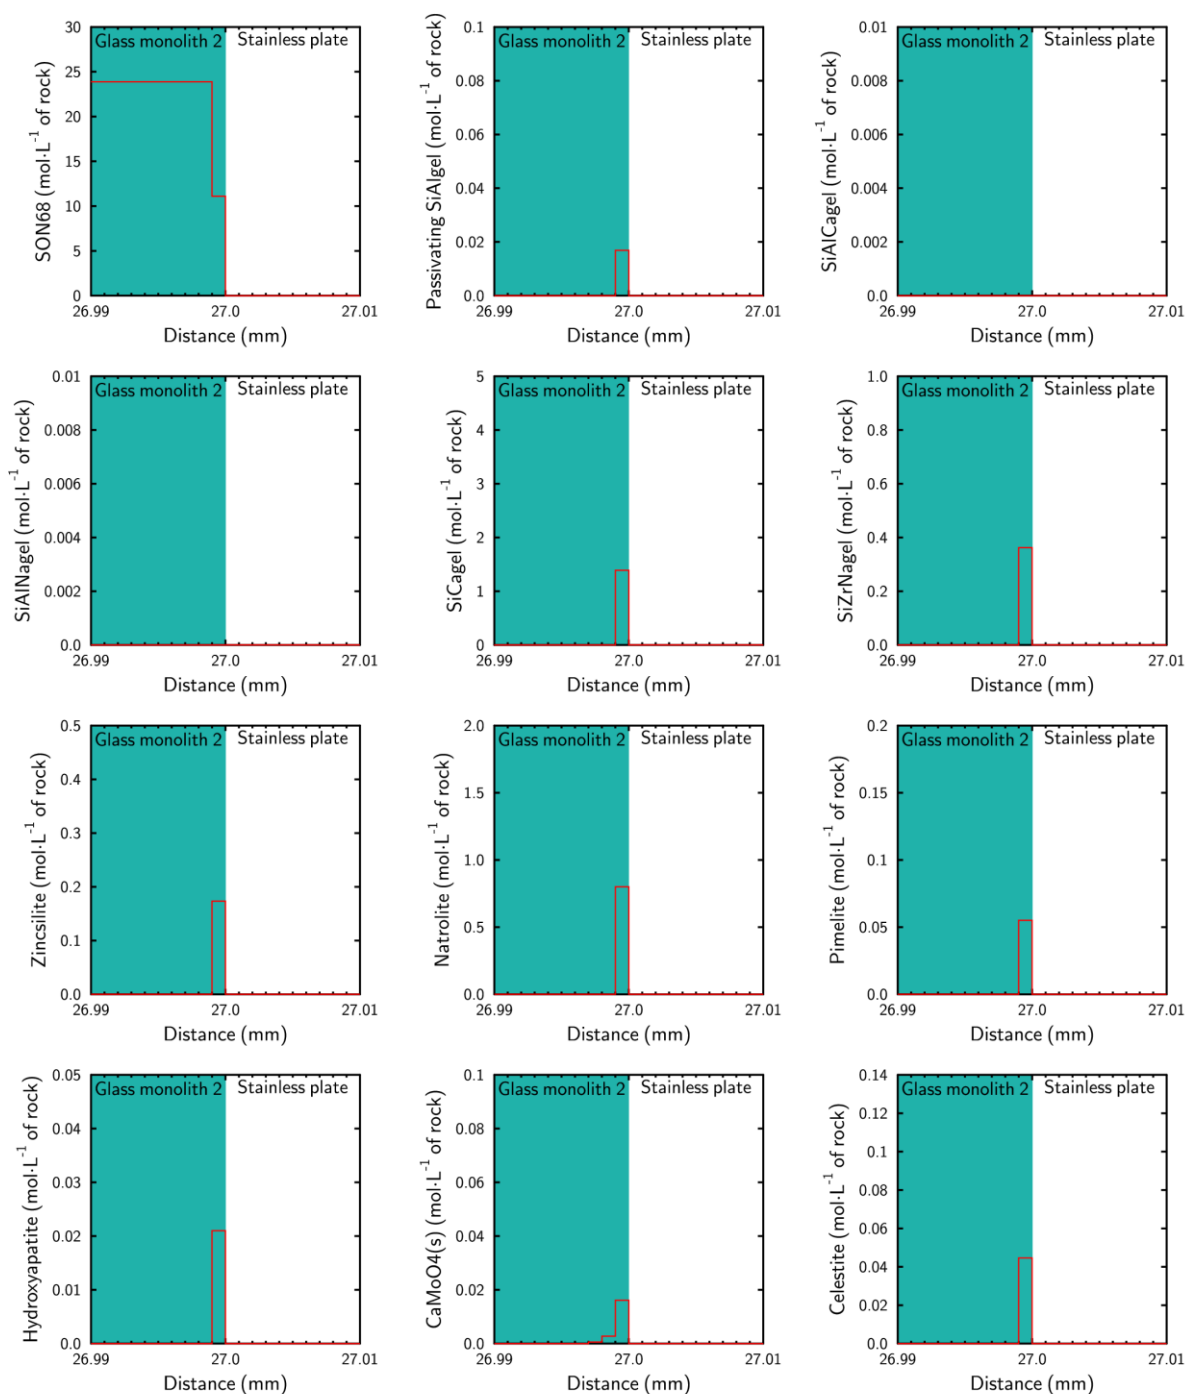 SON68 (mol·L-1 of rock)
30
25
20
15
10
5
0
Glass monolith 2
Stainless plate
26.99
27.0
27.01
Distance (mm)
Passivating SiAlgel (mol·L-1 of rock)
0.1
0.08
0.06
0.04
0.02
0.0
Glass monolith 2
Stainless plate
26.99
27.0
27.01
Distance (mm)
SiAlCagel (mol·L-1 of rock)
0.01
0.008
0.006
0.004
0.002
0.0
Glass monolith 2
Stainless plate
26.99
27.0
27.01
Distance (mm)
SiAlNagel (mol·L-1 of rock)
0.01
0.008
0.006
0.004
0.002
0.0
Glass monolith 2
Stainless plate
26.99
27.0
27.01
Distance (mm)
SiCagel (mol·L-1 of rock)
5
4
3
2
1
0
Glass monolith 2
Stainless plate
26.99
27.0
27.01
Distance (mm)
SiZrNagel (mol·L-1 of rock)
1.0
0.8
0.6
0.4
0.2
0.0
Glass monolith 2
Stainless plate
26.99
27.0
27.01
Distance (mm)
Zincsilite (mol·L-1 of rock)
0.5
0.4
0.3
0.2
0.1
0.0
Glass monolith 2
Stainless plate
26.99
27.0
27.01
Distance (mm)
Natrolite (mol·L-1 of rock)
2.0
1.5
1.0
0.5
0.0
Glass monolith 2
Stainless plate
26.99
27.0
27.01
Distance (mm)
Pimelite (mol·L-1 of rock)
0.2
0.15
0.1
0.05
0.0
Glass monolith 2
Stainless plate
26.99
27.0
27.01
Distance (mm)
Hydroxyapatite (mol·L-1 of rock)
0.05
0.04
0.03
0.02
0.01
0.0
Glass monolith 2
Stainless plate
26.99
27.0
27.01
Distance (mm)
CaMoO4(s) (mol·L-1 of rock)
0.1
0.08
0.06
0.04
0.02
0.0
Glass monolith 2
Stainless plate
26.99
27.0
27.01
Distance (mm)
Celestite (mol·L-1 of rock)
0.14
0.12
0.1
0.08
0.06
0.04
0.02
0.0
Glass monolith 2
Stainless plate
26.99
27.0
27.01
Distance (mm)